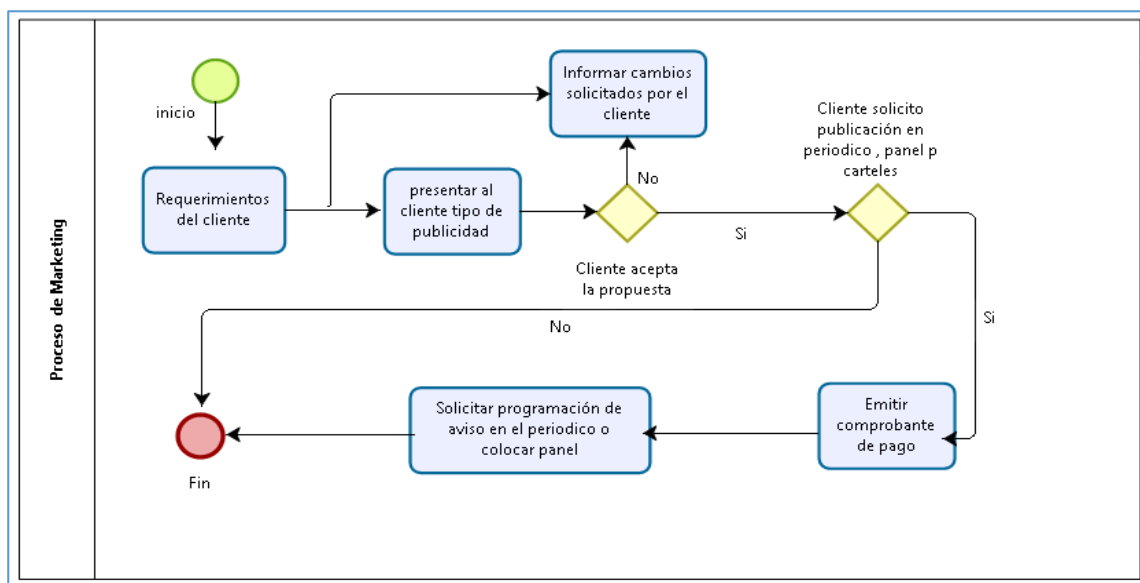 Proceso de Marketing
inicio
Requerimientos
del cliente
presentar al
cliente tipo de
publicidad
Informar cambios
solicitados por el
cliente
No
Cliente acepta
la propuesta
Si
Cliente solicito
publicación en
periodico , panel p
carteles
No
Si
Emitir
comprobante
de pago
Solicitar programación de
aviso en el periodico o
colocar panel
Fin